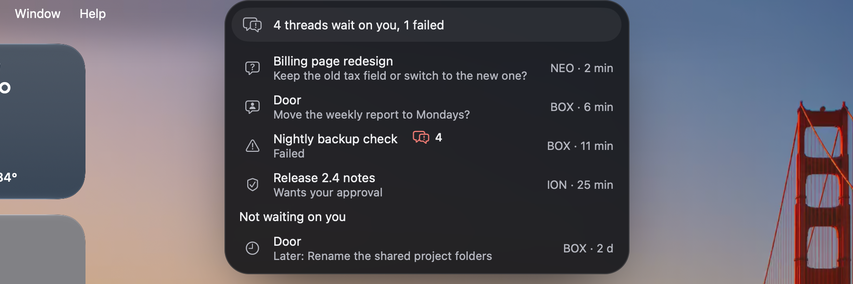 Window Help
4 threads wait on you, 1 failed
Billing page redesign
Keep the old tax field or switch to the new one?
NEO · 2 min
Door
Move the weekly report to Mondays?
BOX · 6 min
Nightly backup check 4
Failed
BOX · 11 min
Release 2.4 notes
Wants your approval
ION · 25 min
Not waiting on you
Door
Later: Rename the shared project folders
BOX · 2 d